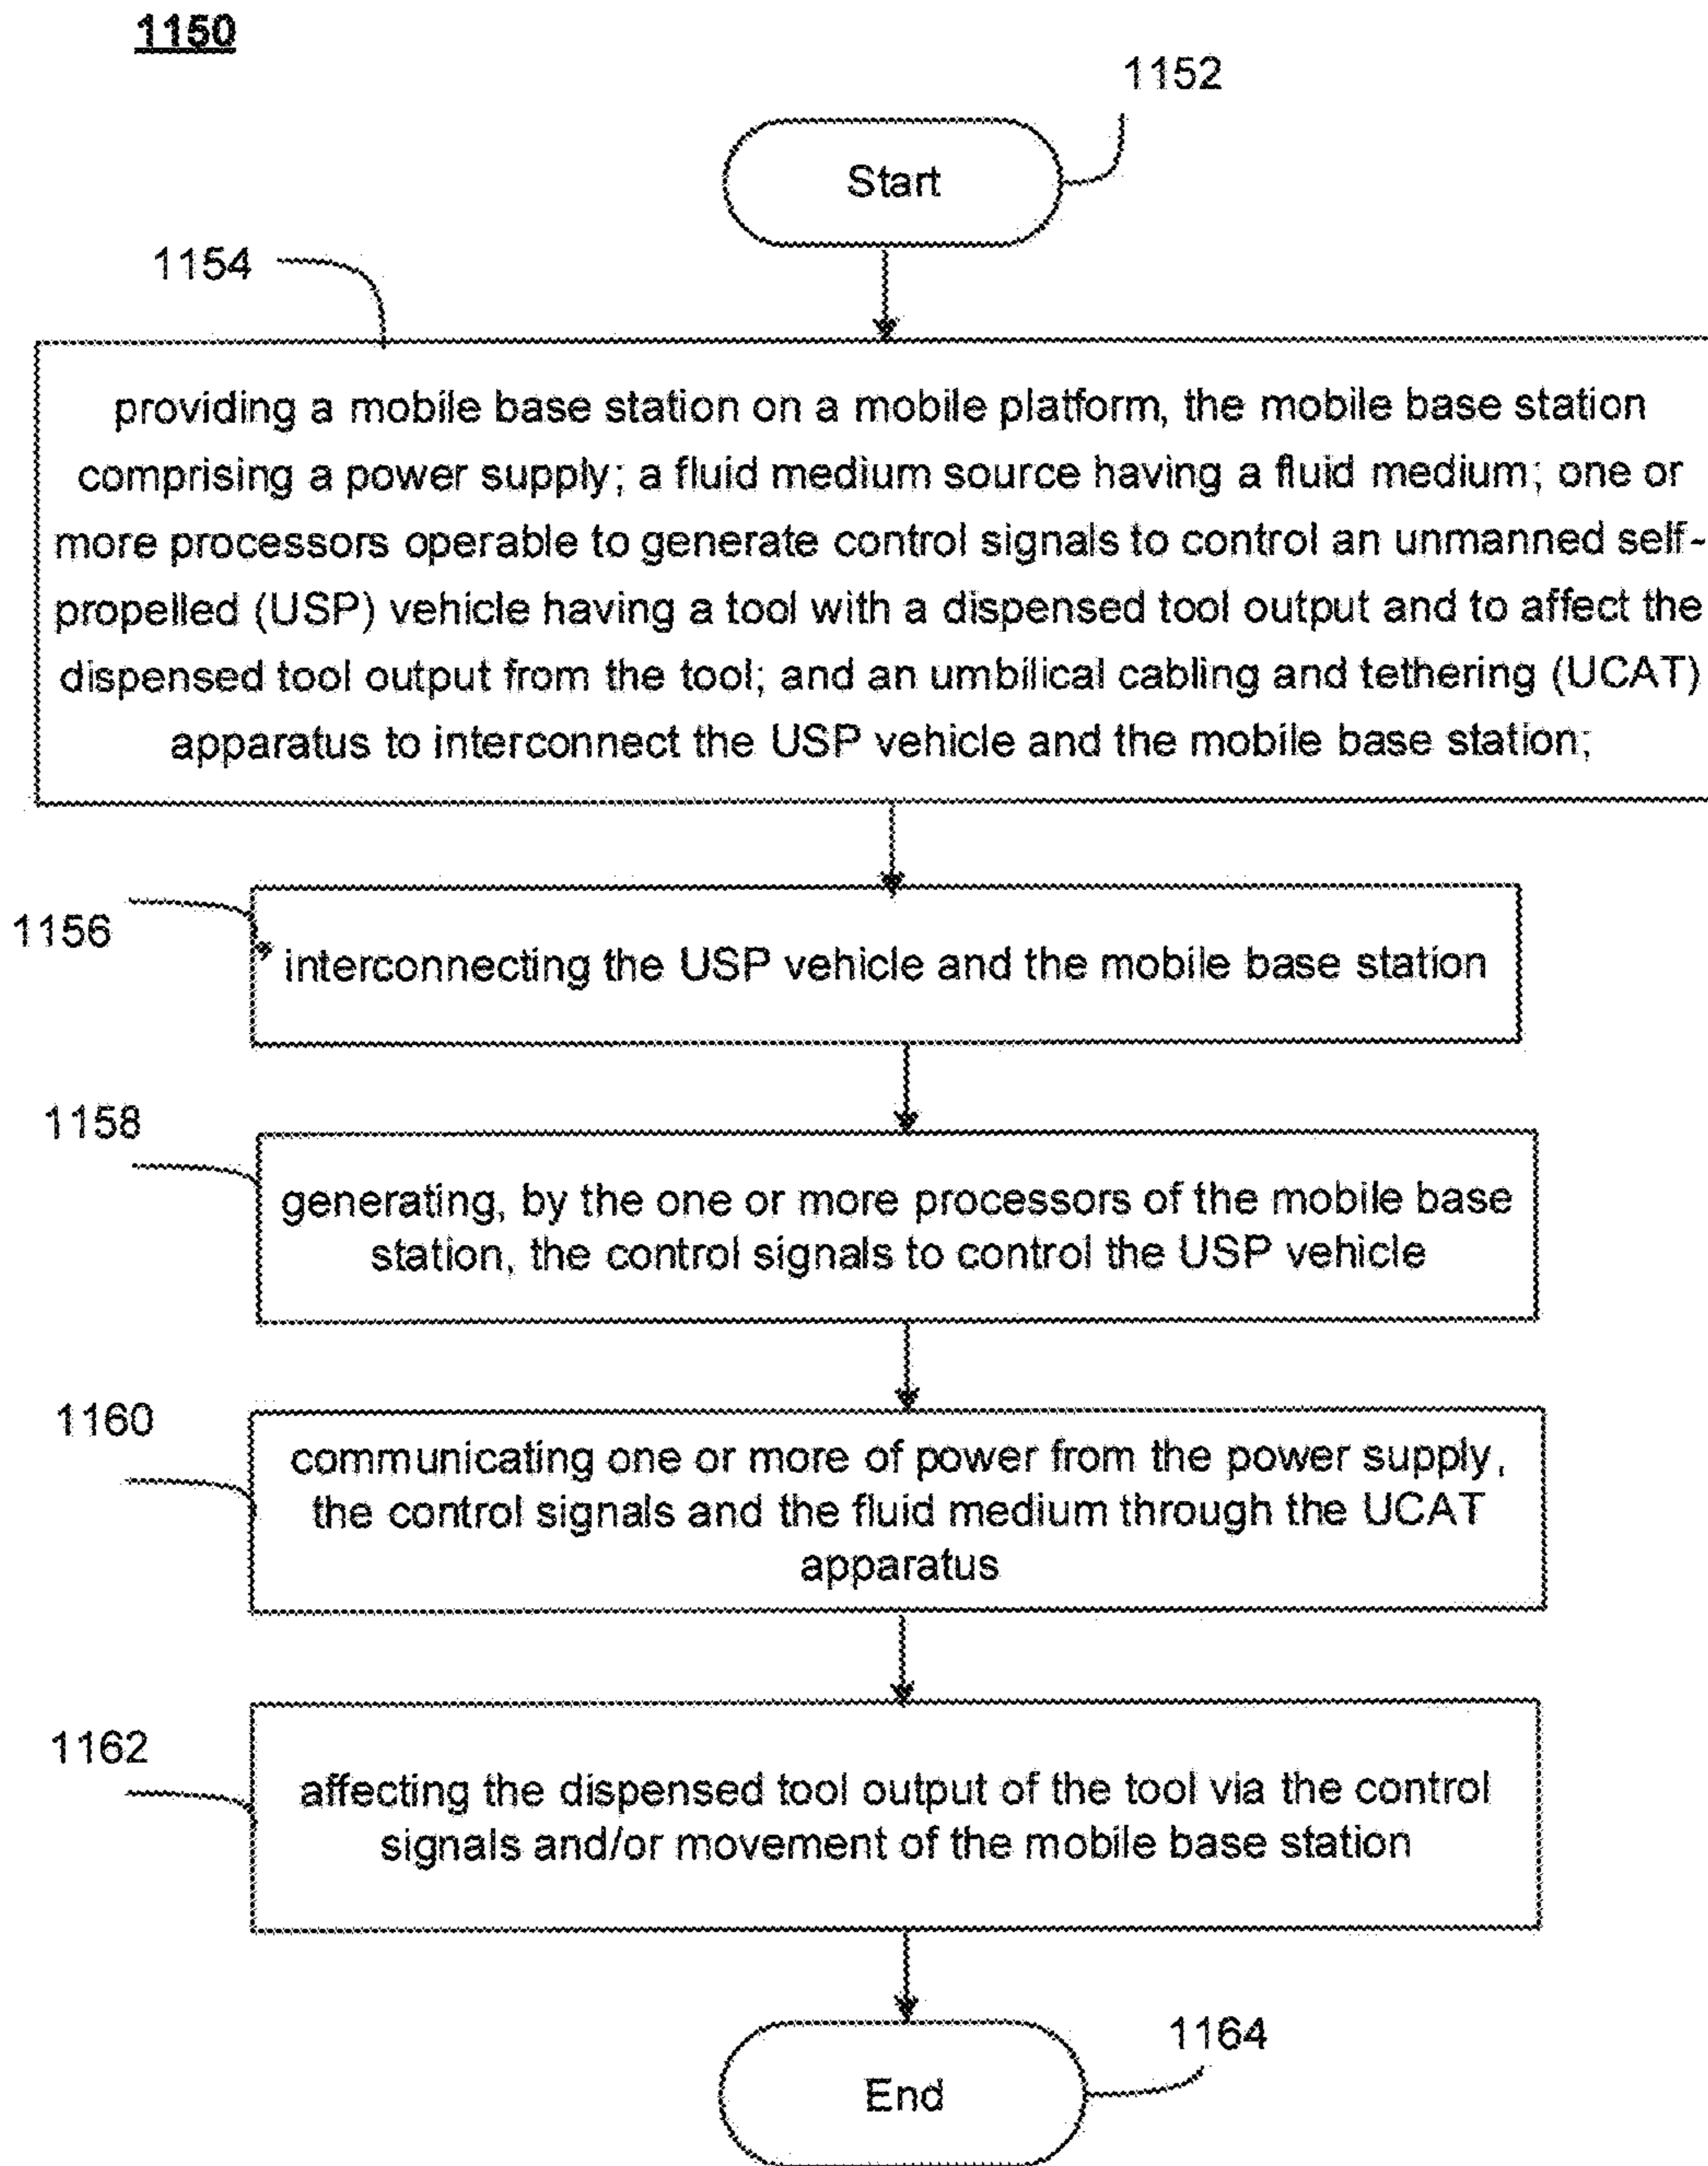 1150
1152
Start
1154
providing a mobile base station on a mobile platform, the mobile base station
comprising a power supply; a fluid medium source having a fluid medium; one or
more processors operable to generate control signals to control an unmanned self-
propelled (USP) vehicle having a tool with a dispensed tool output and to affect the
dispensed tool output from the tool; and an umbilical cabling and tethering (UCAT)
apparatus to interconnect the USP vehicle and the mobile base station;
1156
interconnecting the USP vehicle and the mobile base station
1158
generating, by the one or more processors of the mobile base
station, the control signals to control the USP vehicle
1160
communicating one or more of power from the power supply,
the control signals and the fluid medium through the UCAT
apparatus
1162
affecting the dispensed tool output of the tool via the control
signals and/or movement of the mobile base station
1164
End